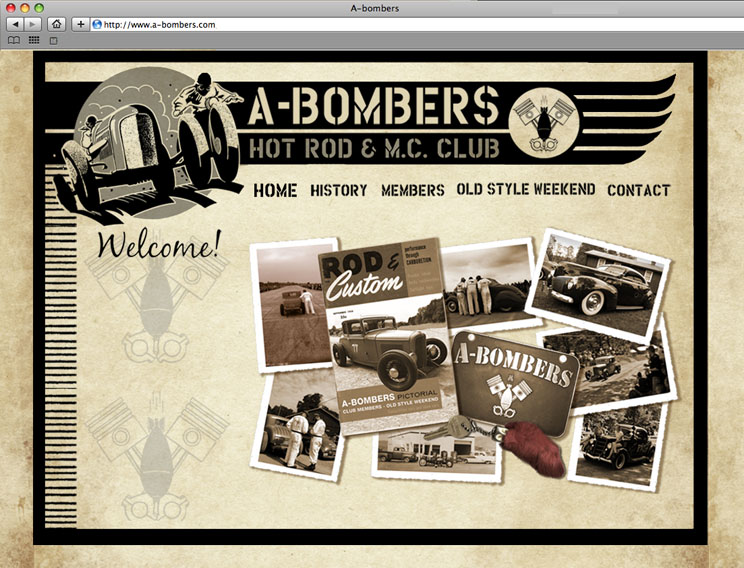 A-bombers
http://www.a-bombers.com
A-BOMBERS
HOT ROD & M.C. CLUB
HOME HISTORY MEMBERS OLD STYLE WEEKEND CONTACT
Welcome!
ROD &
Custom
performance
through
CARBURETION
A-BOMBERS PICTORIAL
CLUB MEMBERS · OLD STYLE WEEKEND
A-BOMBERS